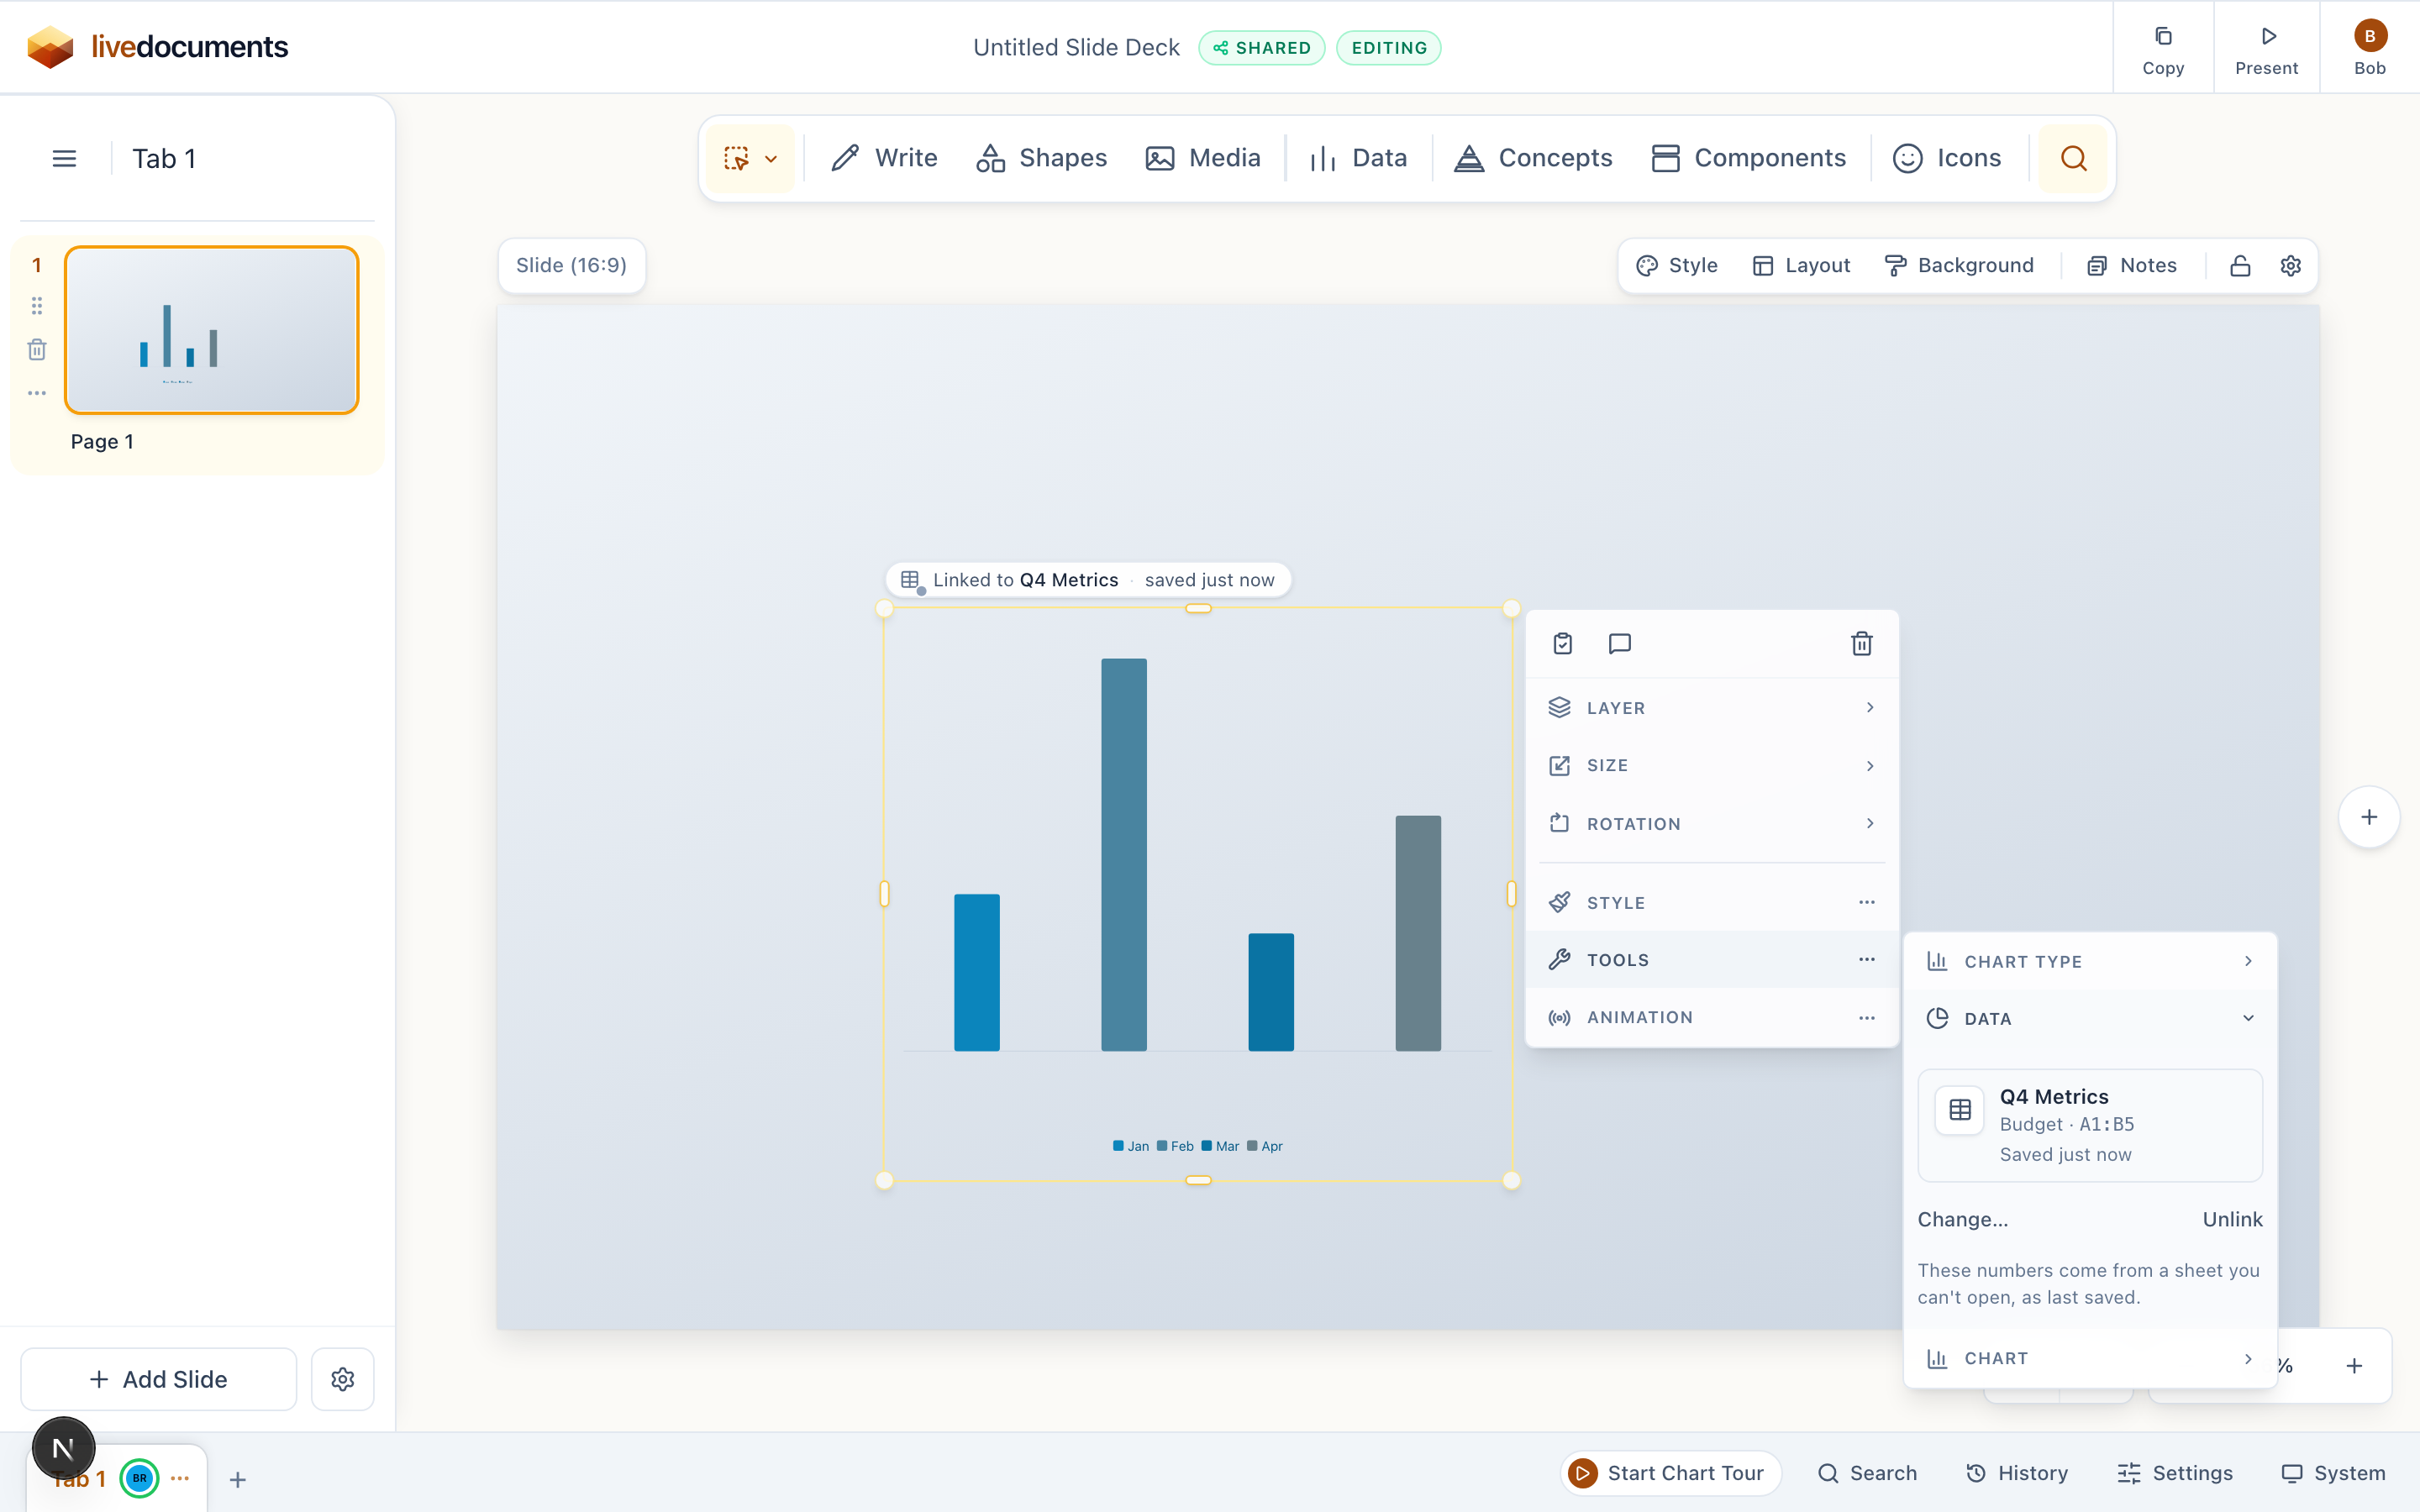 livedocuments
Untitled Slide Deck
SHARED
EDITING
Copy
Present
B
Bob
Tab 1
Write
Shapes
Media
Data
Concepts
Components
Icons
1
Page 1
Slide (16:9)
Style
Layout
Background
Notes
Linked to Q4 Metrics · saved just now
LAYER
SIZE
ROTATION
STYLE
TOOLS
ANIMATION
CHART TYPE
DATA
Q4 Metrics
Budget · A1:B5
Saved just now
Change...
Unlink
These numbers come from a sheet you
can't open, as last saved.
CHART
%
Jan Feb Mar Apr
Add Slide
N
Tab 1
BR
Start Chart Tour
Search
History
Settings
System